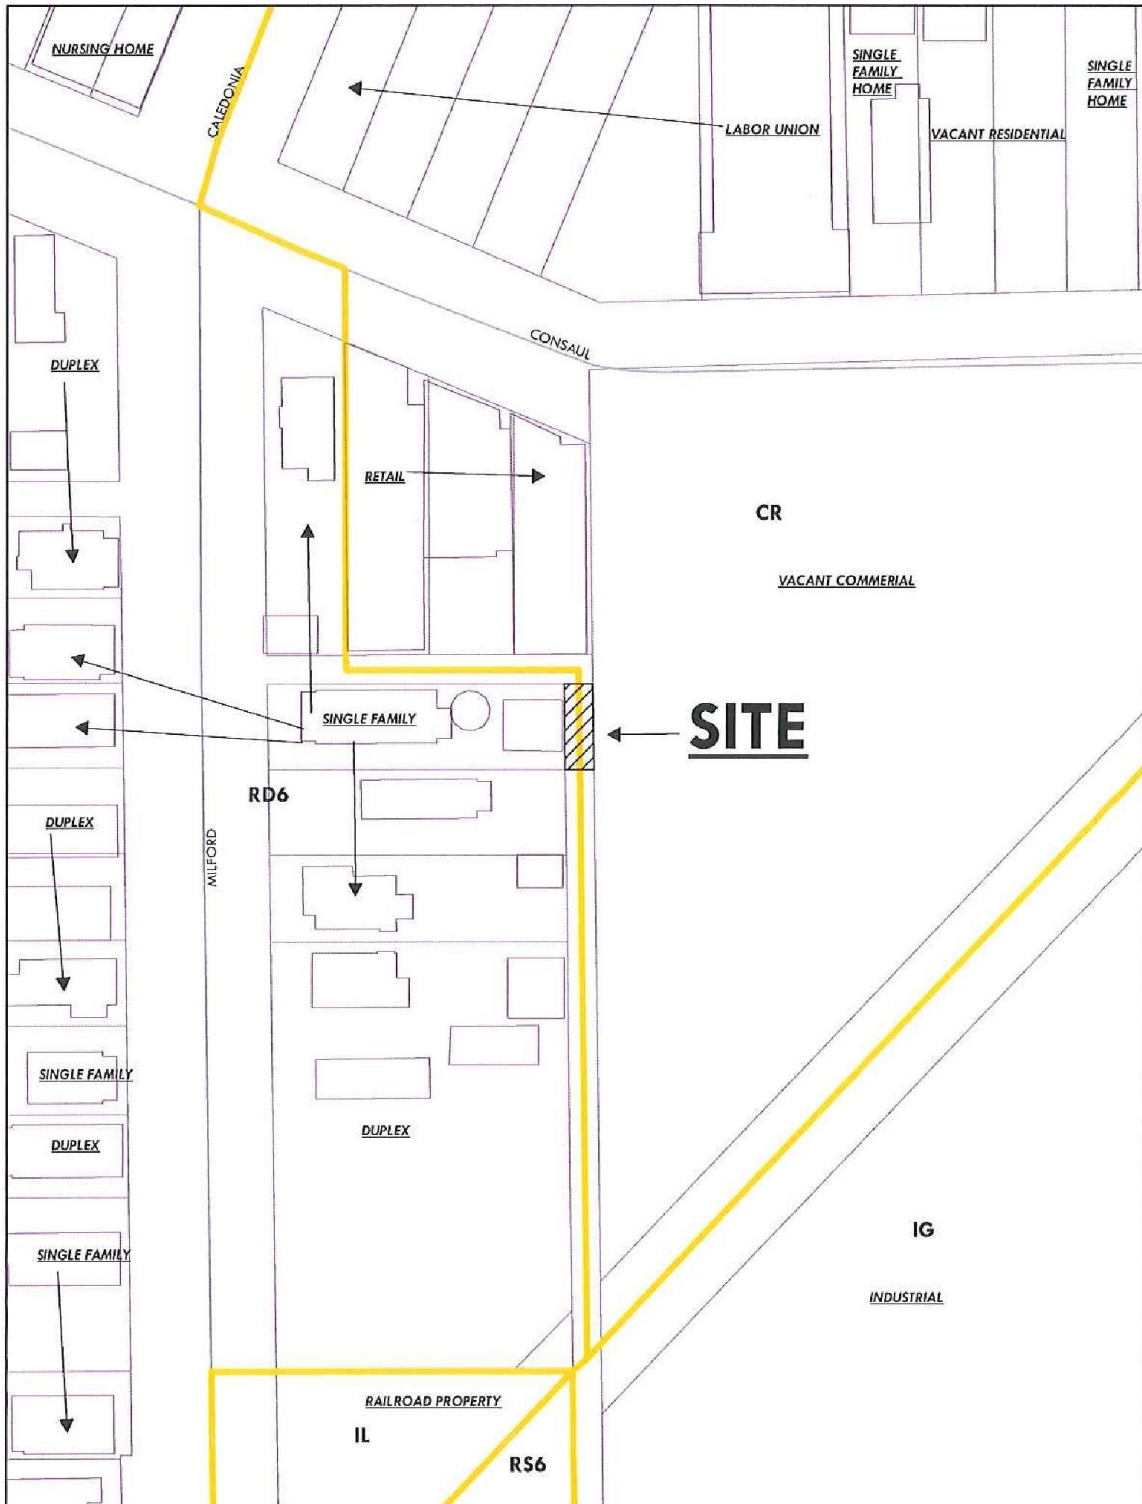 NURSING HOME
CALEDONIA
SINGLE
FAMILY
HOME
SINGLE
FAMILY
HOME
LABOR UNION
VACANT RESIDENTIAL
CONSAUL
DUPLEX
RETAIL
CR
VACANT COMMERIAL
SINGLE FAMILY
SITE
RD6
DUPLEX
MILFORD
SINGLE FAMILY
DUPLEX
DUPLEX
IG
SINGLE FAMILY
INDUSTRIAL
RAILROAD PROPERTY
IL
RS6